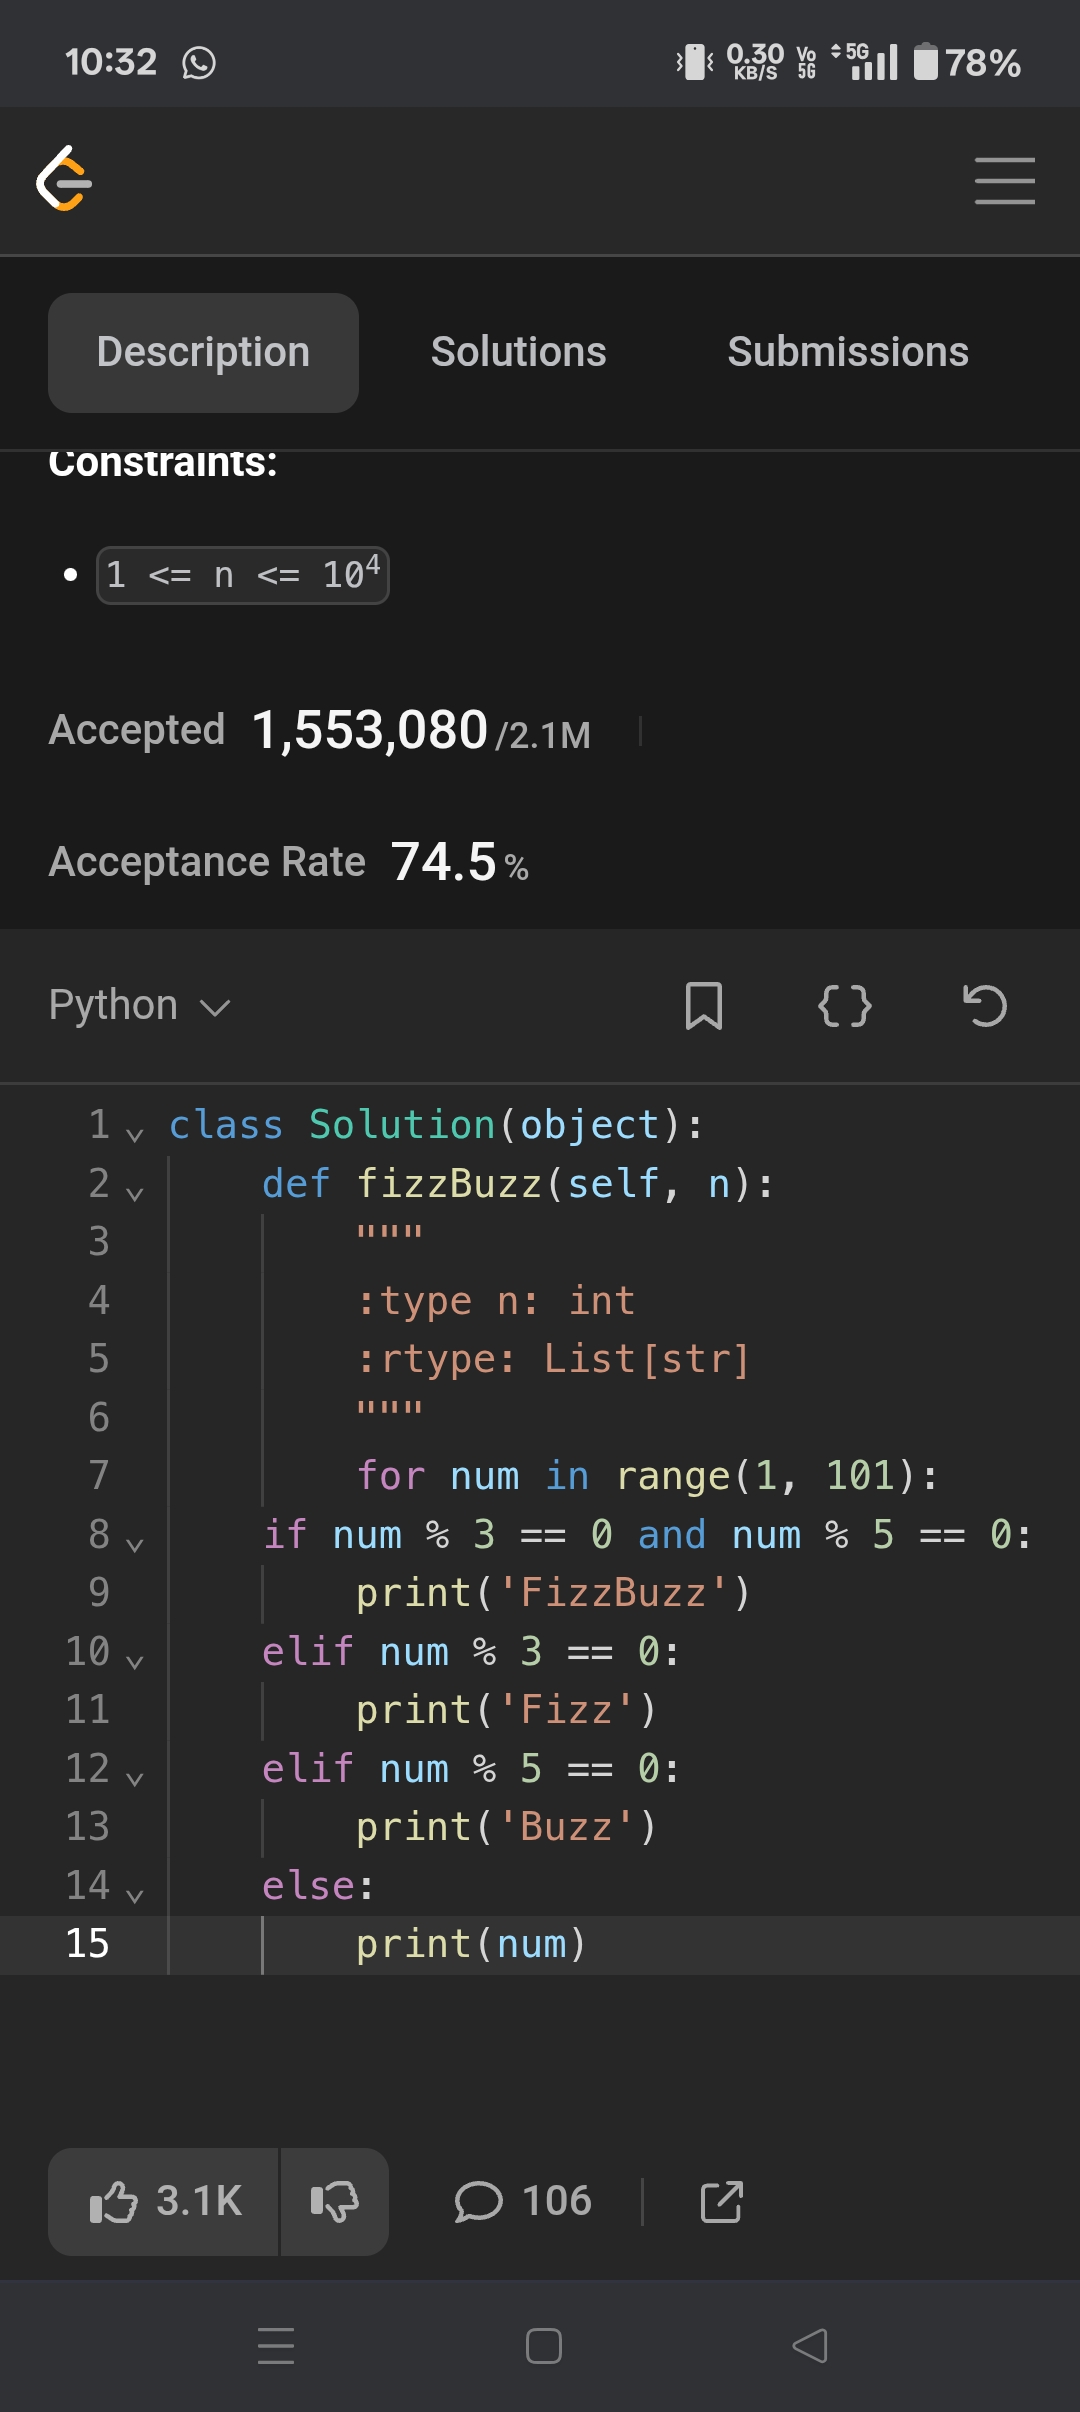 10:32 0.30 KB/S Vo 5G 5G 78%
Description Solutions Submissions
Constraints:
• 1 <= n <= 10⁴
Accepted 1,553,080 /2.1M
Acceptance Rate 74.5 %
Python
1 class Solution(object):
2     def fizzBuzz(self, n):
3         """
4         :type n: int
5         :rtype: List[str]
6         """
7         for num in range(1, 101):
8     if num % 3 == 0 and num % 5 == 0:
9         print('FizzBuzz')
10     elif num % 3 == 0:
11         print('Fizz')
12     elif num % 5 == 0:
13         print('Buzz')
14     else:
15         print(num)
3.1K 106